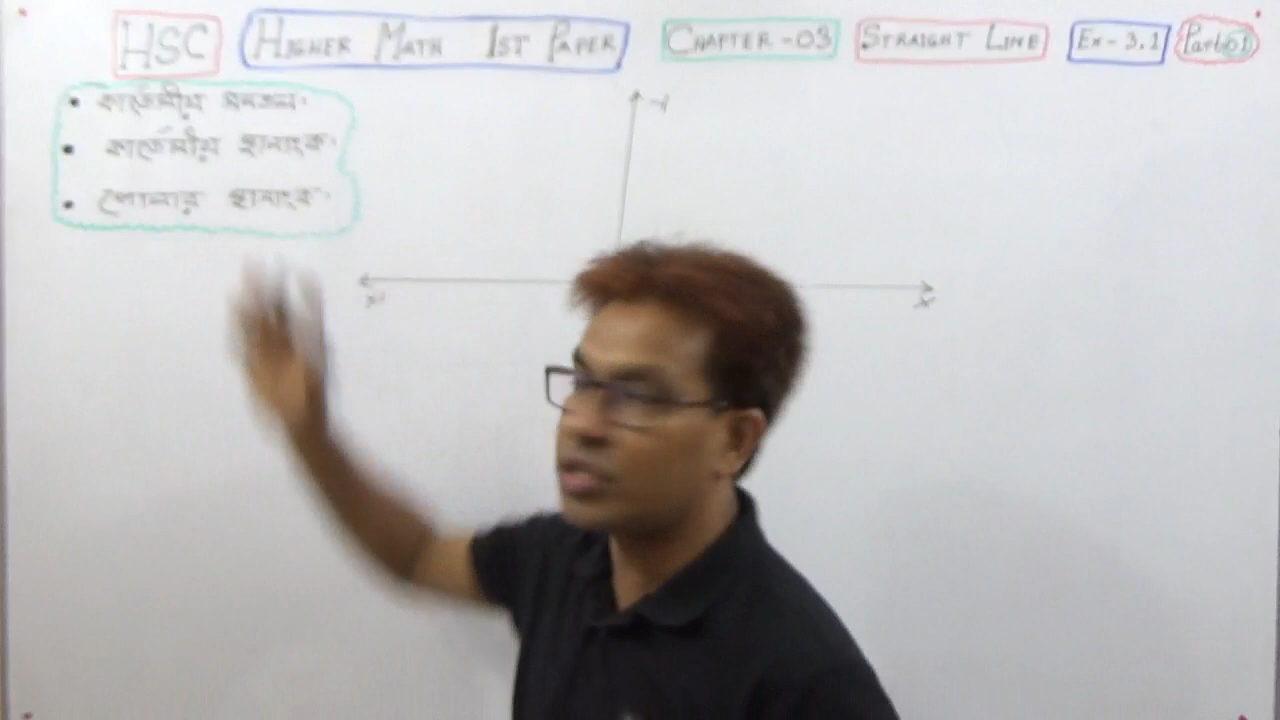 HSC HIGHER MATH 1ST PAPER CHAPTER-03 STRAIGHT LINE Ex-3.1 Part-01
• কার্তেসীয় সমতল.
• কার্তেসীয় স্থানাংক.
• পোলার স্থানাংক.
Y
X' X